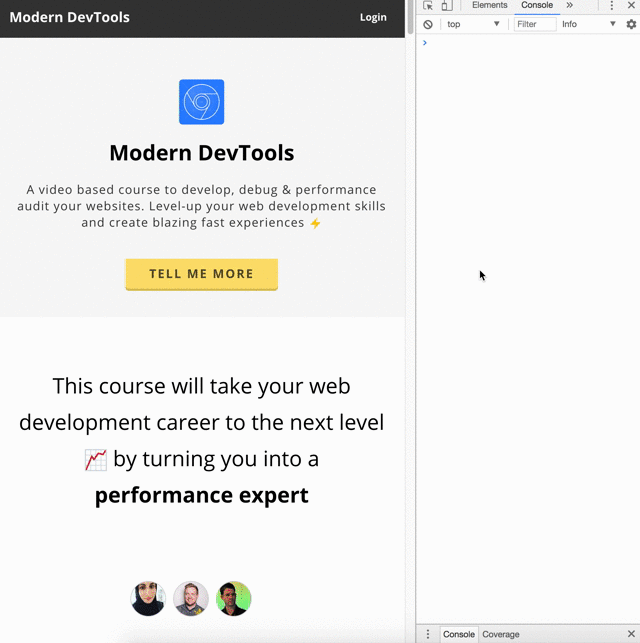 Modern DevTools
Login
Modern DevTools
A video based course to develop, debug & performance
audit your websites. Level-up your web development skills
and create blazing fast experiences ⚡
TELL ME MORE
This course will take your web
development career to the next level
📈 by turning you into a
performance expert
Elements Console »
top Filter Info
›
Console Coverage